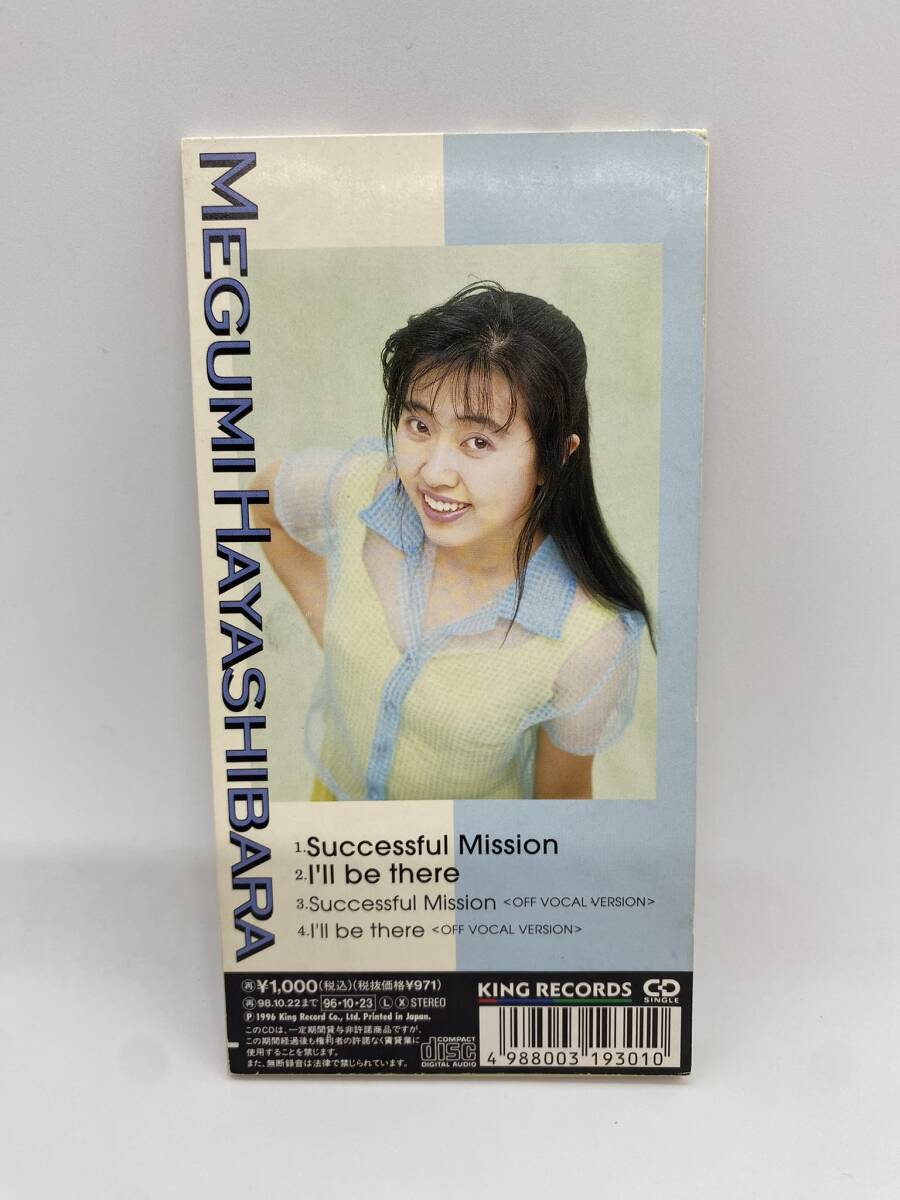 MEGUMI HAYASHIBARA
1.Successful Mission
2.I'll be there
3.Successful Mission <OFF VOCAL VERSION>
4.I'll be there <OFF VOCAL VERSION>
再¥1,000(税込)(税抜価格¥971)
再98.10.22まで 96・10・23 L X STEREO
Ⓟ1996 King Record Co., Ltd. Printed in Japan.
このCDは、一定期間貸与非許諾商品ですが、
この期間経過後も権利者の許諾なく賃貸業に
使用することを禁じます。
また、無断録音は法律で禁じられています。
COMPACT
disc
DIGITAL AUDIO
KING RECORDS
CD
SINGLE
4 988003 193010